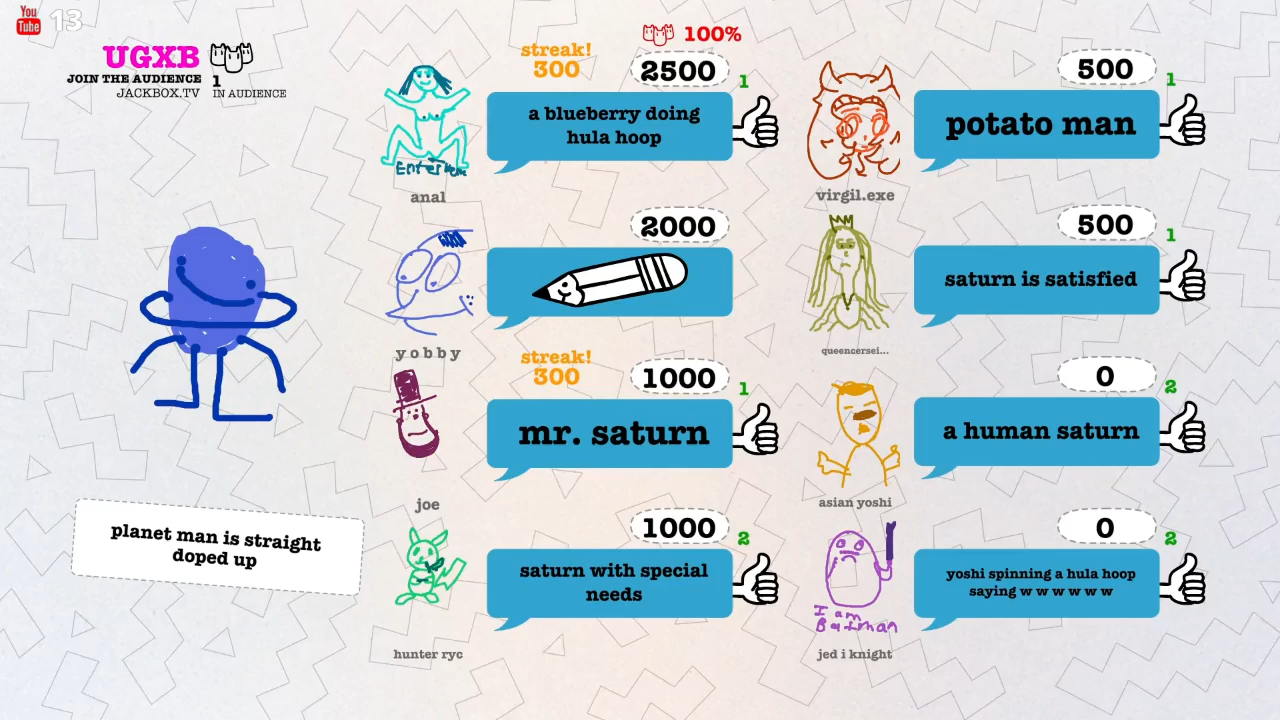 You
Tube
13
UGXB
JOIN THE AUDIENCE
JACKBOX.TV
1
IN AUDIENCE
100%
streak!
300
2500
1
a blueberry doing
hula hoop
anal
500
1
potato man
virgil.exe
2000
y o b b y
500
1
saturn is satisfied
queencersei...
streak!
300
1000
1
mr. saturn
joe
0
2
a human saturn
asian yoshi
1000
2
saturn with special
needs
hunter ryc
0
2
yoshi spinning a hula hoop
saying w w w w w w
I am
Batman
jed i knight
planet man is straight
doped up